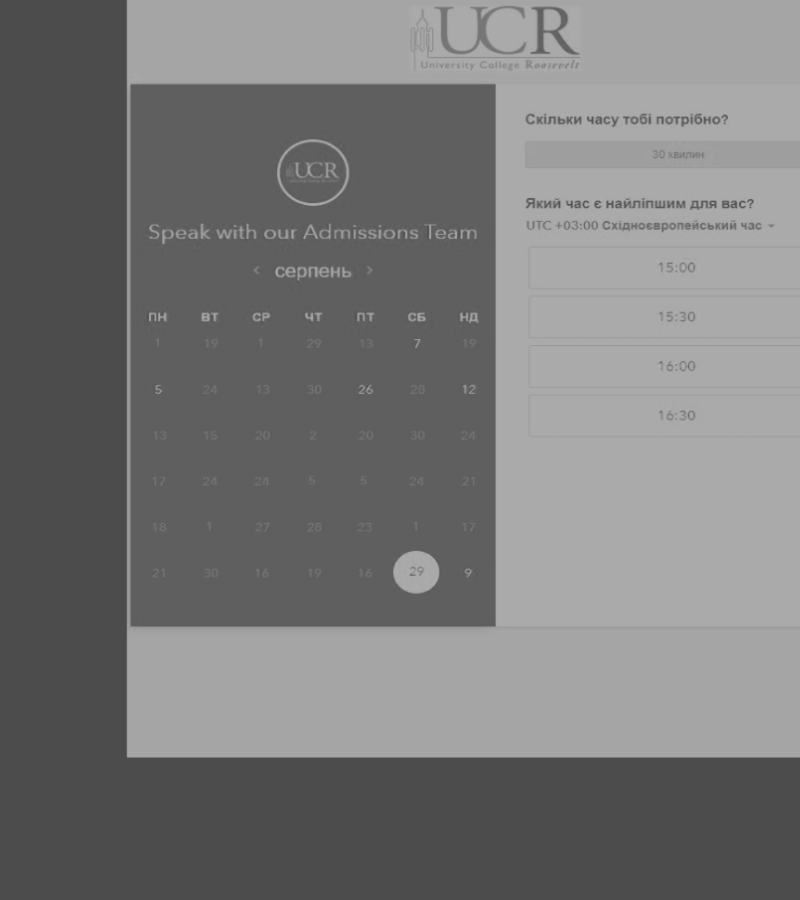 UCR
University College Roosevelt
UCR
Speak with our Admissions Team
< серпень >
ПН ВТ СР ЧТ ПТ СБ НД
1 19 1 29 13 7 19
5 24 13 30 26 28 12
13 15 20 2 20 30 24
17 24 24 5 5 24 21
18 1 27 28 23 1 17
21 30 16 19 16 29 9
Скільки часу тобі потрібно?
30 хвилин
Який час є найліпшим для вас?
UTC +03:00 Східноєвропейський час
15:00
15:30
16:00
16:30